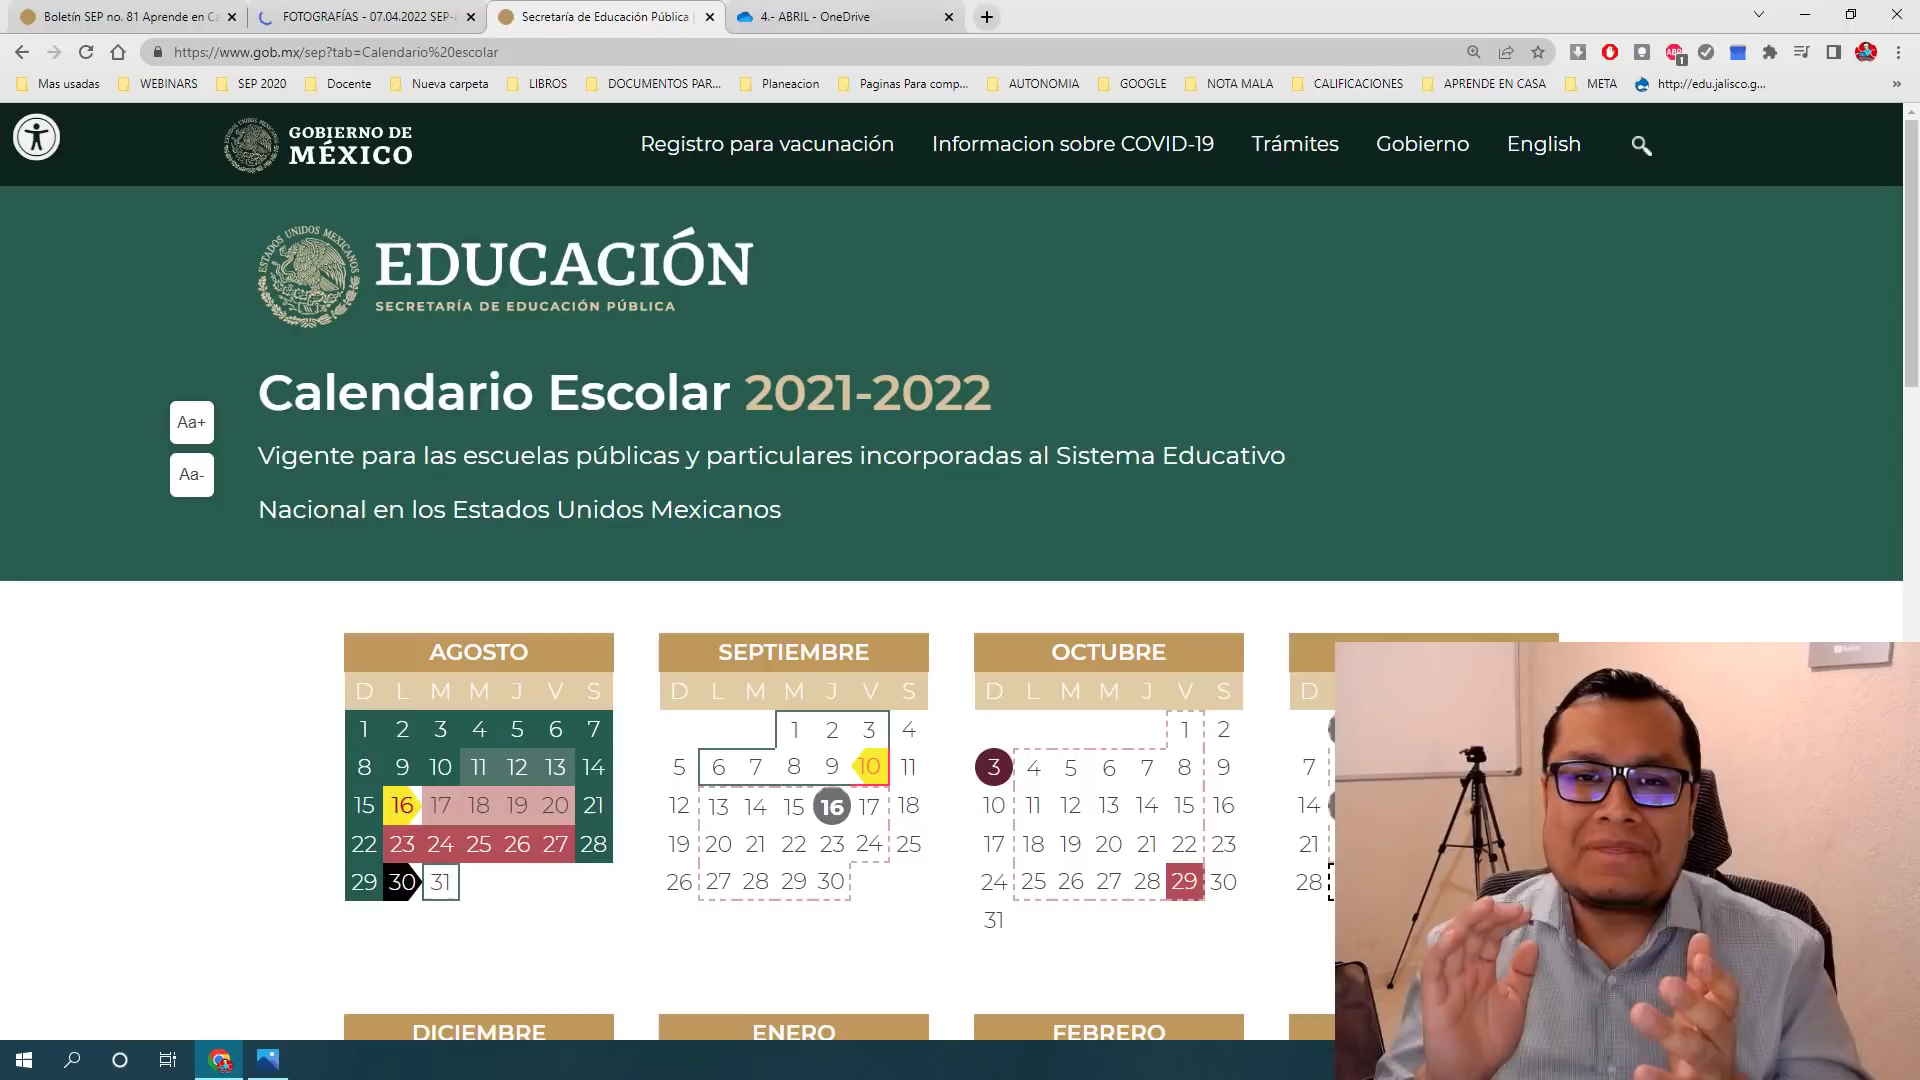 Boletín SEP no. 81 Aprende en C
FOTOGRAFÍAS - 07.04.2022 SEP-
Secretaría de Educación Pública |
4.- ABRIL - OneDrive
https://www.gob.mx/sep?tab=Calendario%20escolar
Mas usadas
WEBINARS
SEP 2020
Docente
Nueva carpeta
LIBROS
DOCUMENTOS PAR...
Planeacion
Paginas Para comp...
AUTONOMIA
GOOGLE
NOTA MALA
CALIFICACIONES
APRENDE EN CASA
META
http://edu.jalisco.g...
»
GOBIERNO DE
MÉXICO
Registro para vacunación
Informacion sobre COVID-19
Trámites
Gobierno
English
ESTADOS UNIDOS MEXICANOS
EDUCACIÓN
SECRETARÍA DE EDUCACIÓN PÚBLICA
Calendario Escolar 2021-2022
Aa+
Aa-
Vigente para las escuelas públicas y particulares incorporadas al Sistema Educativo
Nacional en los Estados Unidos Mexicanos
AGOSTO
D L M M J V S
1 2 3 4 5 6 7
8 9 10 11 12 13 14
15 16 17 18 19 20 21
22 23 24 25 26 27 28
29 30 31
SEPTIEMBRE
D L M M J V S
1 2 3 4
5 6 7 8 9 10 11
12 13 14 15 16 17 18
19 20 21 22 23 24 25
26 27 28 29 30
OCTUBRE
D L M M J V S
1 2
3 4 5 6 7 8 9
10 11 12 13 14 15 16
17 18 19 20 21 22 23
24 25 26 27 28 29 30
31
D
7
14
21
28
DICIEMBRE
ENERO
FEBRERO